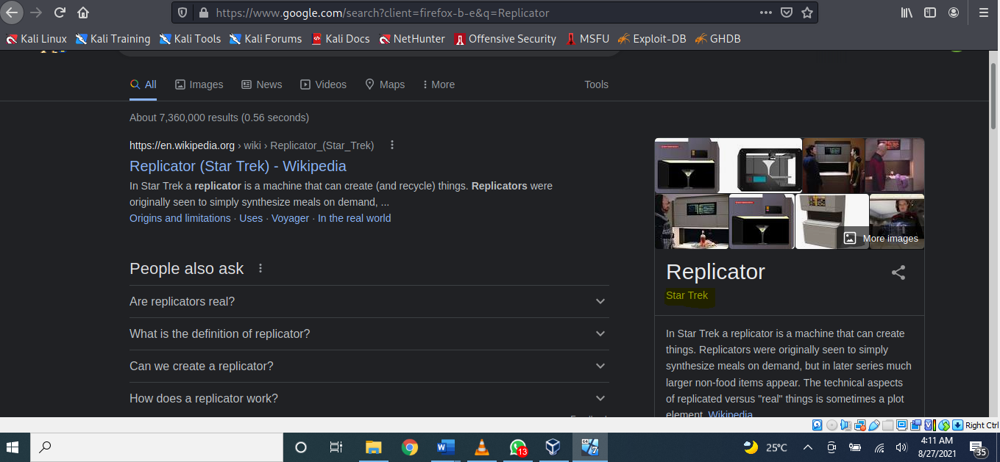 https://www.google.com/search?client=firefox-b-e&q=Replicator
Kali Linux Kali Training Kali Tools Kali Forums Kali Docs NetHunter Offensive Security MSFU Exploit-DB GHDB
All Images News Videos Maps More Tools
About 7,360,000 results (0.56 seconds)
https://en.wikipedia.org › wiki › Replicator_(Star_Trek)
Replicator (Star Trek) - Wikipedia
In Star Trek a replicator is a machine that can create (and recycle) things. Replicators were
originally seen to simply synthesize meals on demand, ...
Origins and limitations · Uses · Voyager · In the real world
People also ask
Are replicators real?
What is the definition of replicator?
Can we create a replicator?
How does a replicator work?
More images
Replicator
Star Trek
In Star Trek a replicator is a machine that can create
things. Replicators were originally seen to simply
synthesize meals on demand, but in later series much
larger non-food items appear. The technical aspects
of replicated versus "real" things is sometimes a plot
element. Wikipedia
Right Ctrl
13
25°C
4:11 AM
8/27/2021
35